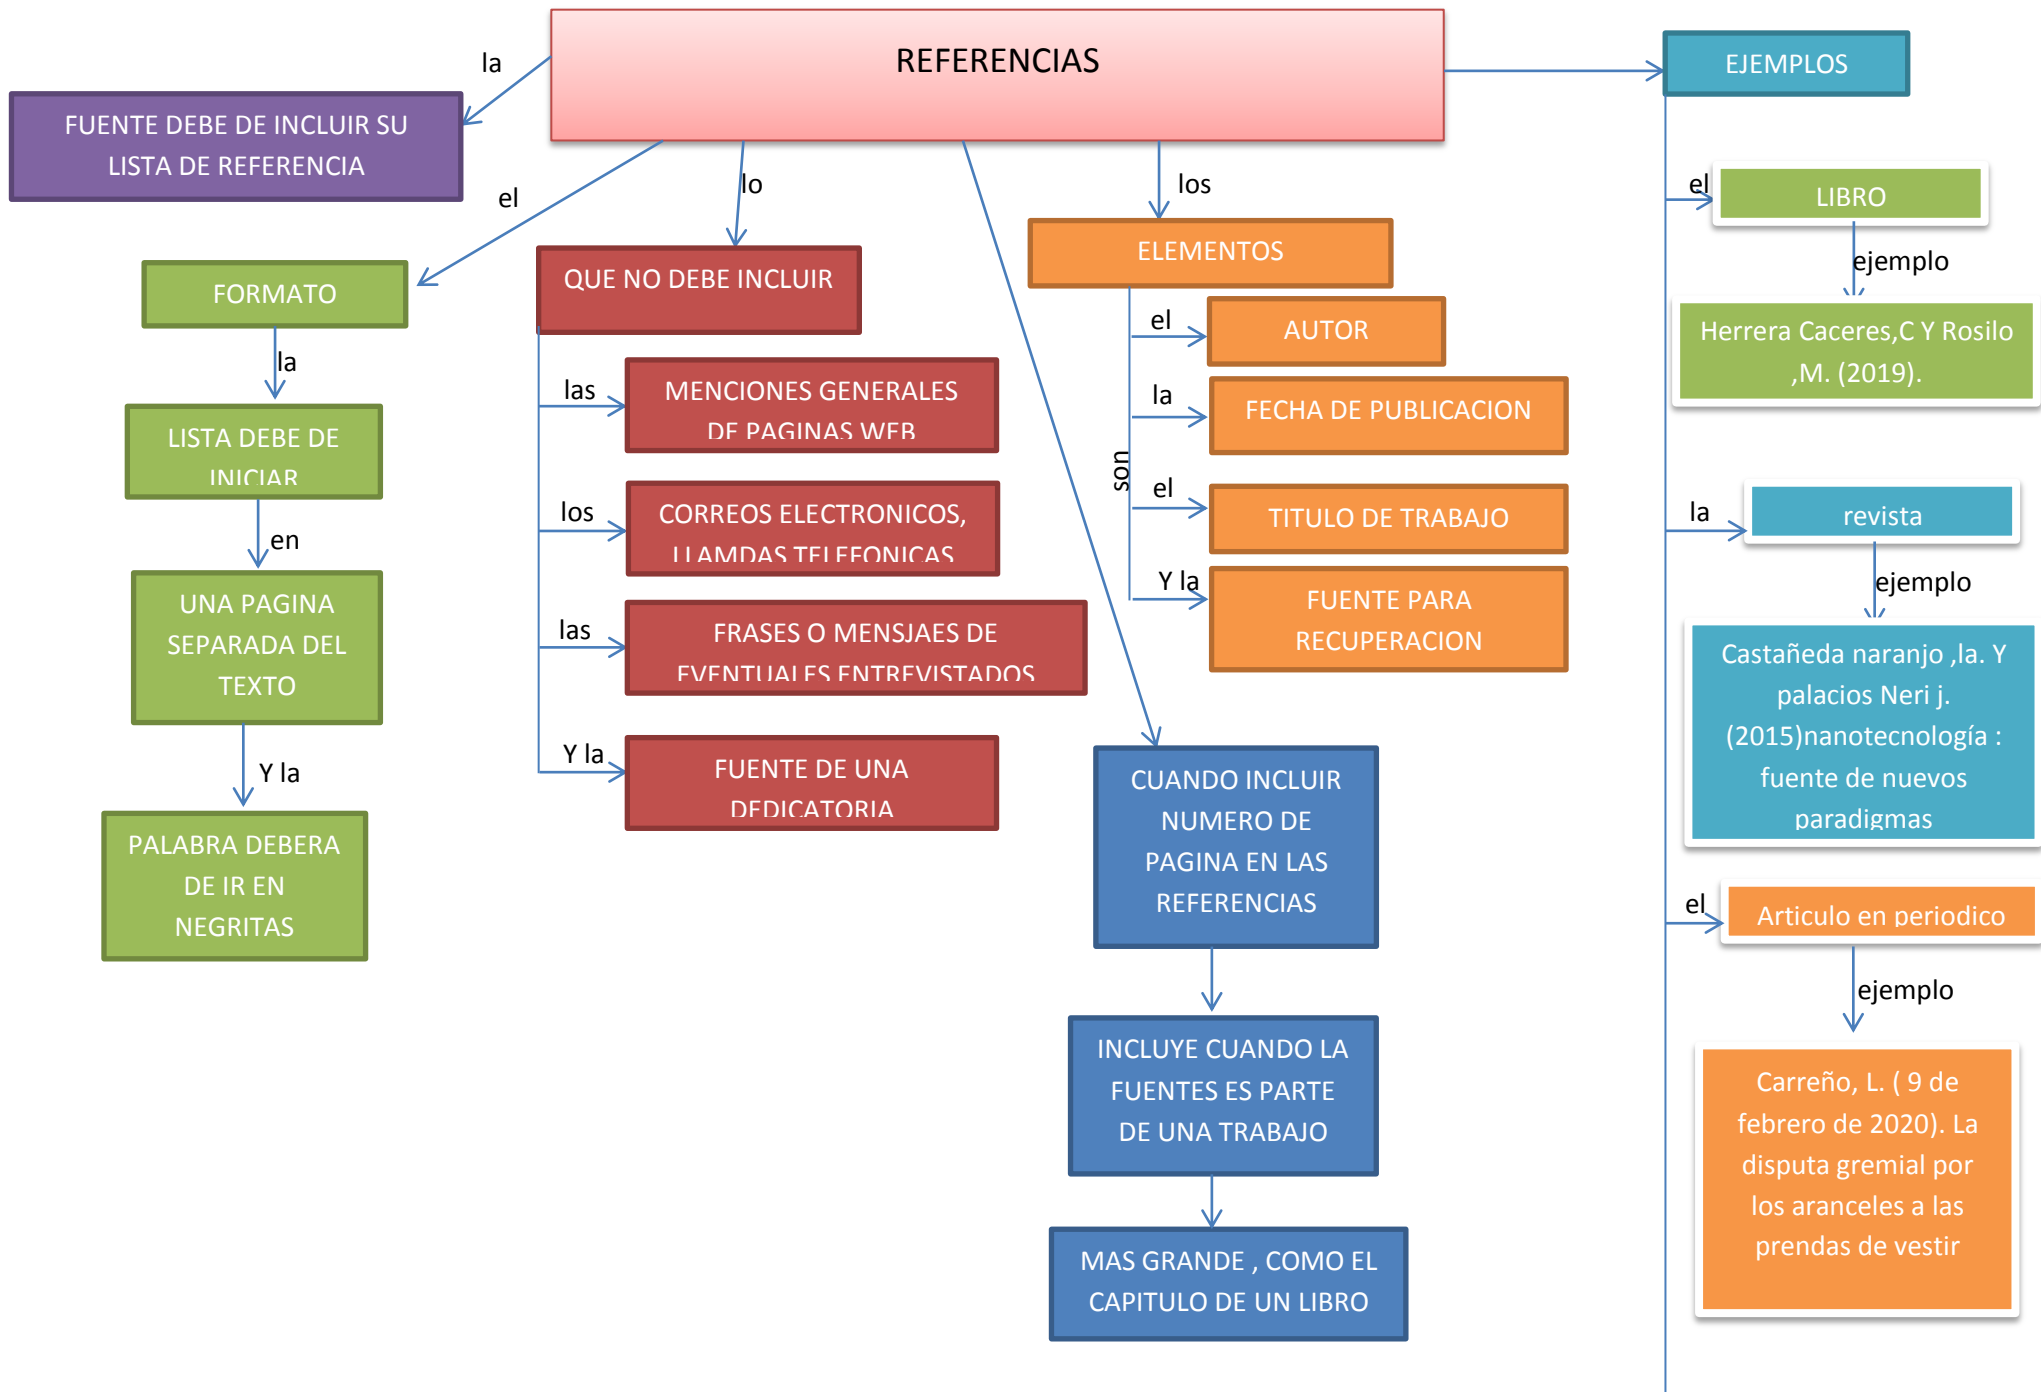 REFERENCIAS
la
FUENTE DEBE DE INCLUIR SU
LISTA DE REFERENCIA
el
FORMATO
la
LISTA DEBE DE
INICIAR
en
UNA PAGINA
SEPARADA DEL
TEXTO
Y la
PALABRA DEBERA
DE IR EN
NEGRITAS
lo
QUE NO DEBE INCLUIR
las
MENCIONES GENERALES
DE PAGINAS WEB
los
CORREOS ELECTRONICOS,
LLAMDAS TELEFONICAS
las
FRASES O MENSJAES DE
EVENTUALES ENTREVISTADOS
Y la
FUENTE DE UNA
DEDICATORIA
CUANDO INCLUIR
NUMERO DE
PAGINA EN LAS
REFERENCIAS
INCLUYE CUANDO LA
FUENTES ES PARTE
DE UNA TRABAJO
MAS GRANDE , COMO EL
CAPITULO DE UN LIBRO
los
ELEMENTOS
son
el
AUTOR
la
FECHA DE PUBLICACION
el
TITULO DE TRABAJO
Y la
FUENTE PARA
RECUPERACION
EJEMPLOS
el
LIBRO
ejemplo
Herrera Caceres,C Y Rosilo
,M. (2019).
la
revista
ejemplo
Castañeda naranjo ,la. Y
palacios Neri j.
(2015)nanotecnología :
fuente de nuevos
paradigmas
el
Articulo en periodico
ejemplo
Carreño, L. ( 9 de
febrero de 2020). La
disputa gremial por
los aranceles a las
prendas de vestir